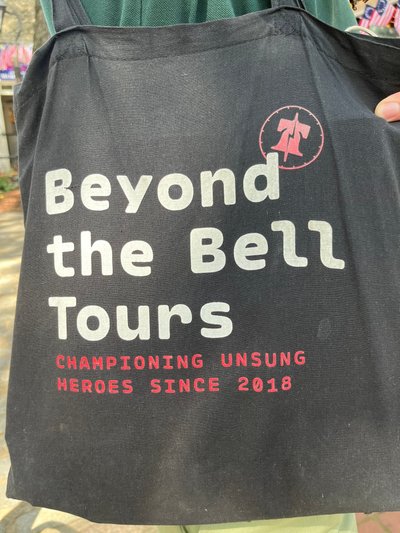 Beyond
the Bell
Tours
CHAMPIONING UNSUNG
HEROES SINCE 2018